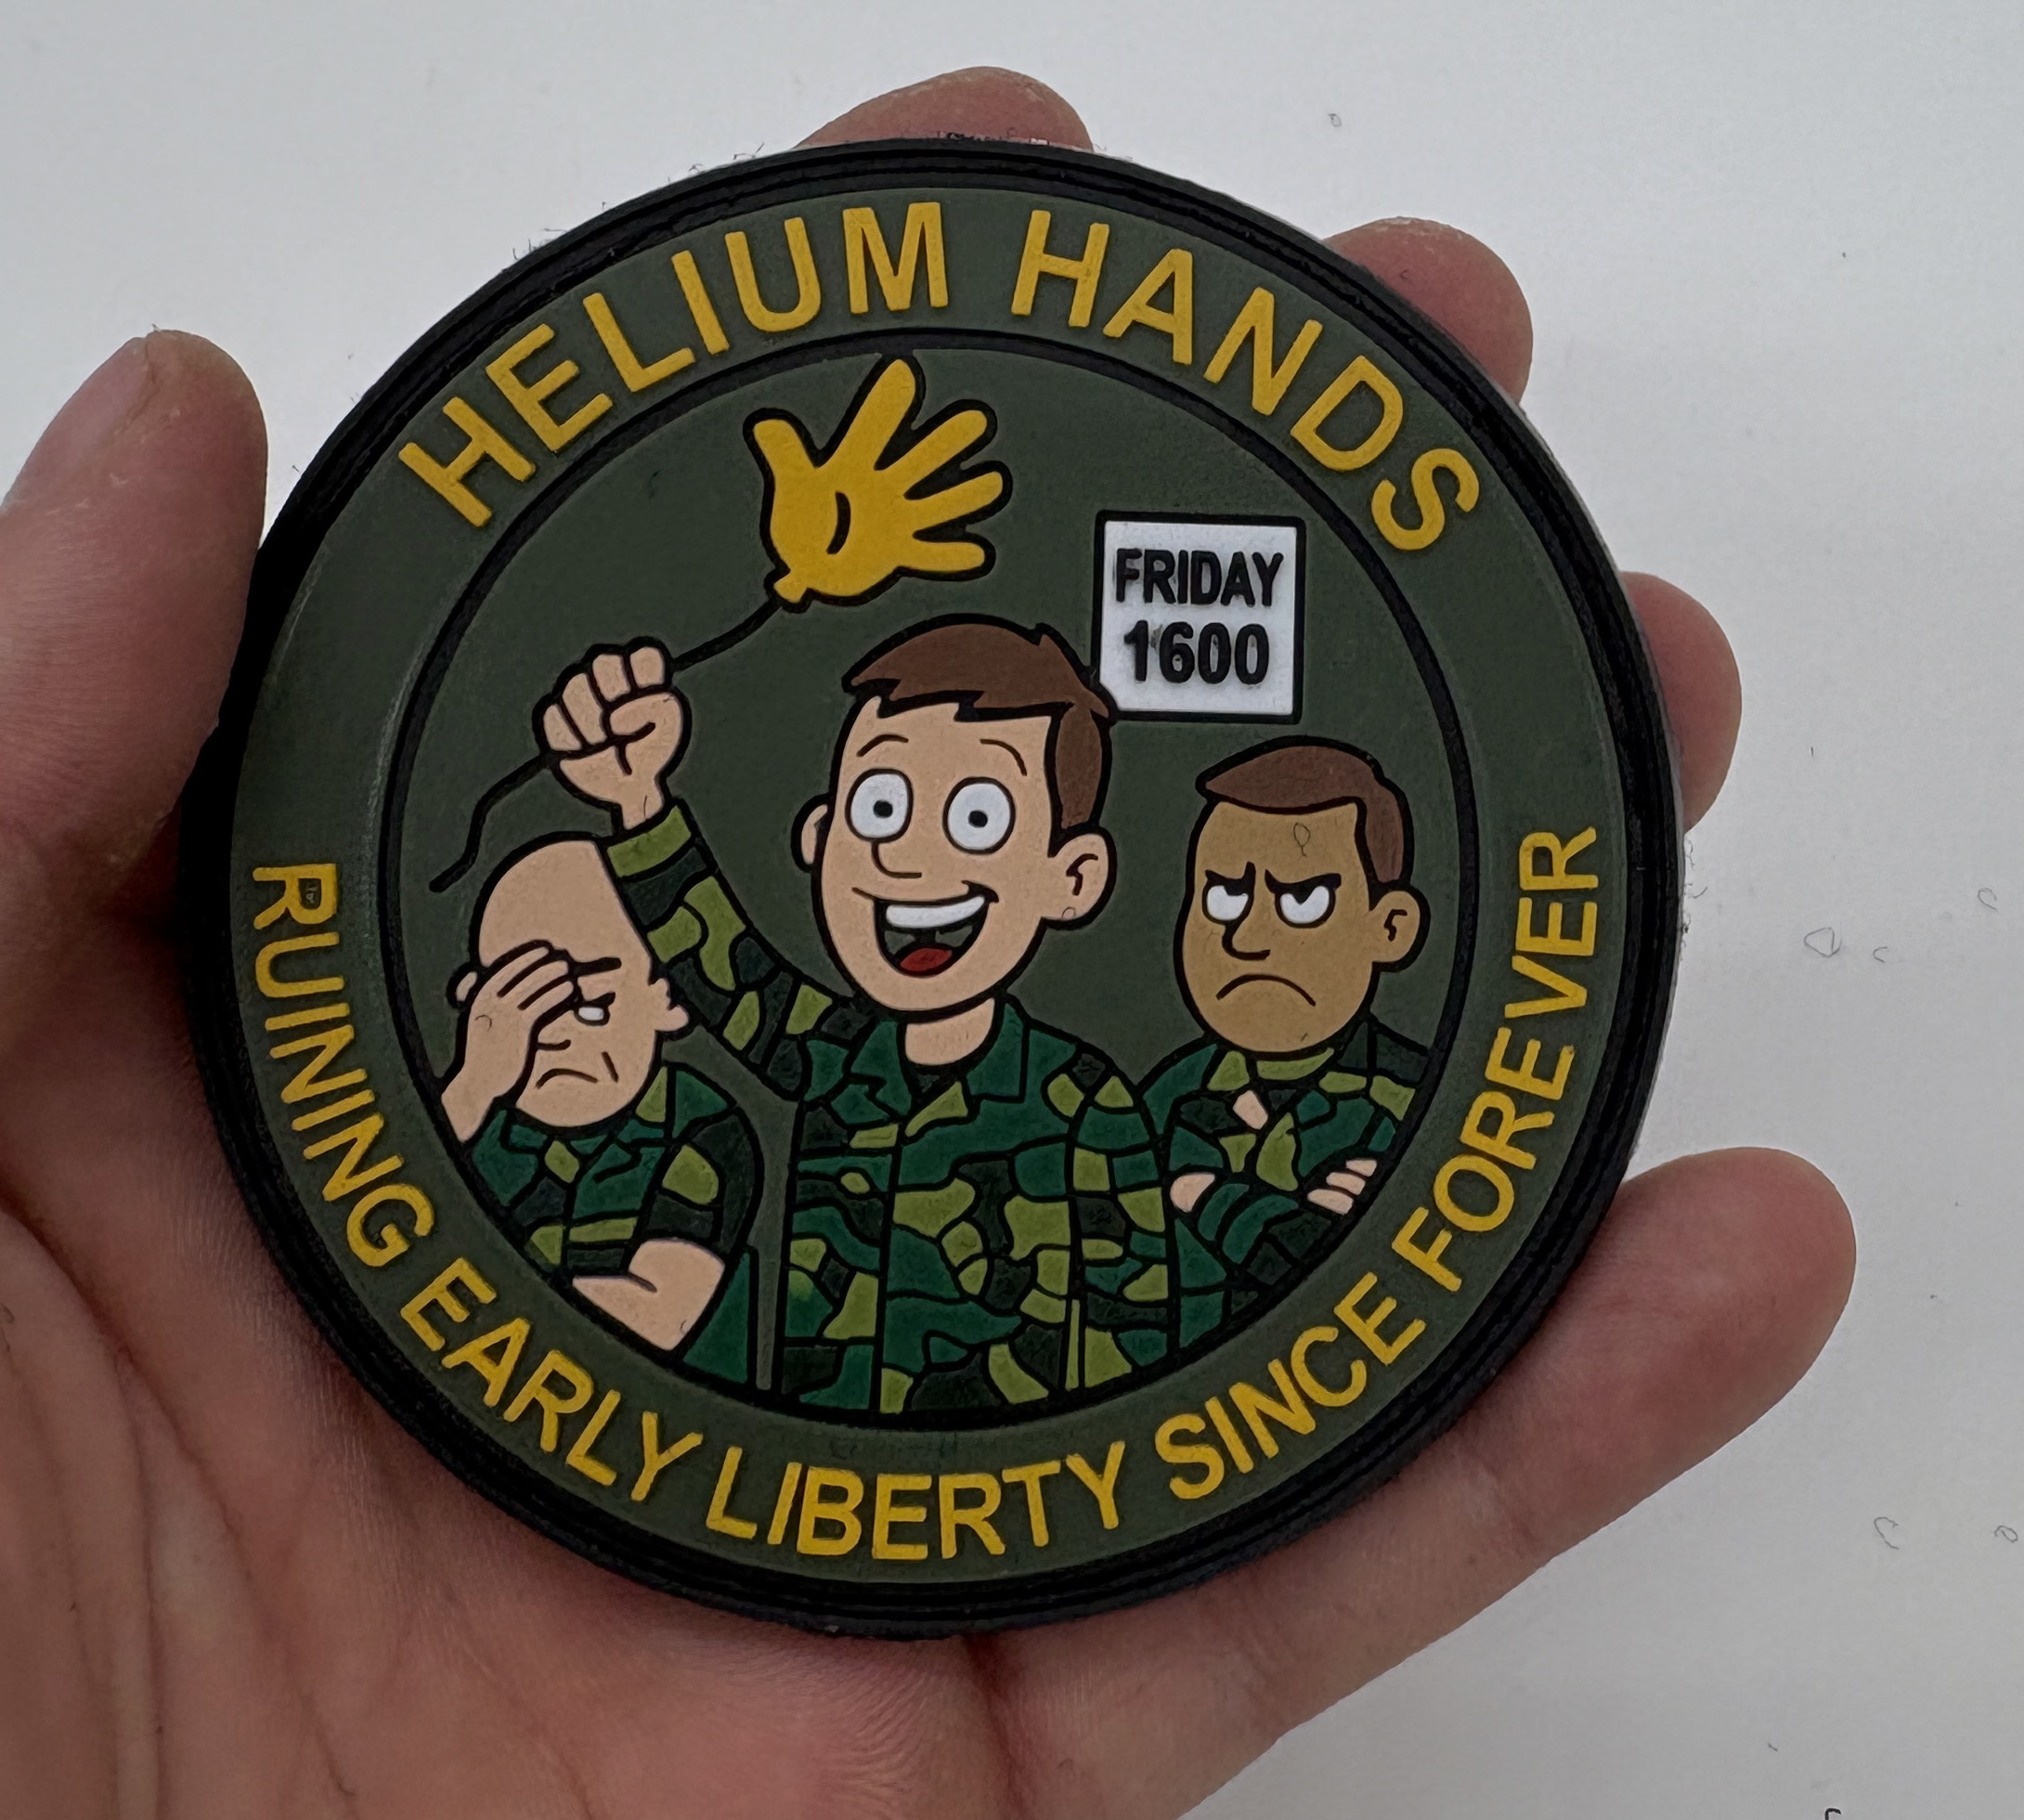 HELIUM HANDS
FRIDAY
1600
RUINING EARLY LIBERTY SINCE FOREVER